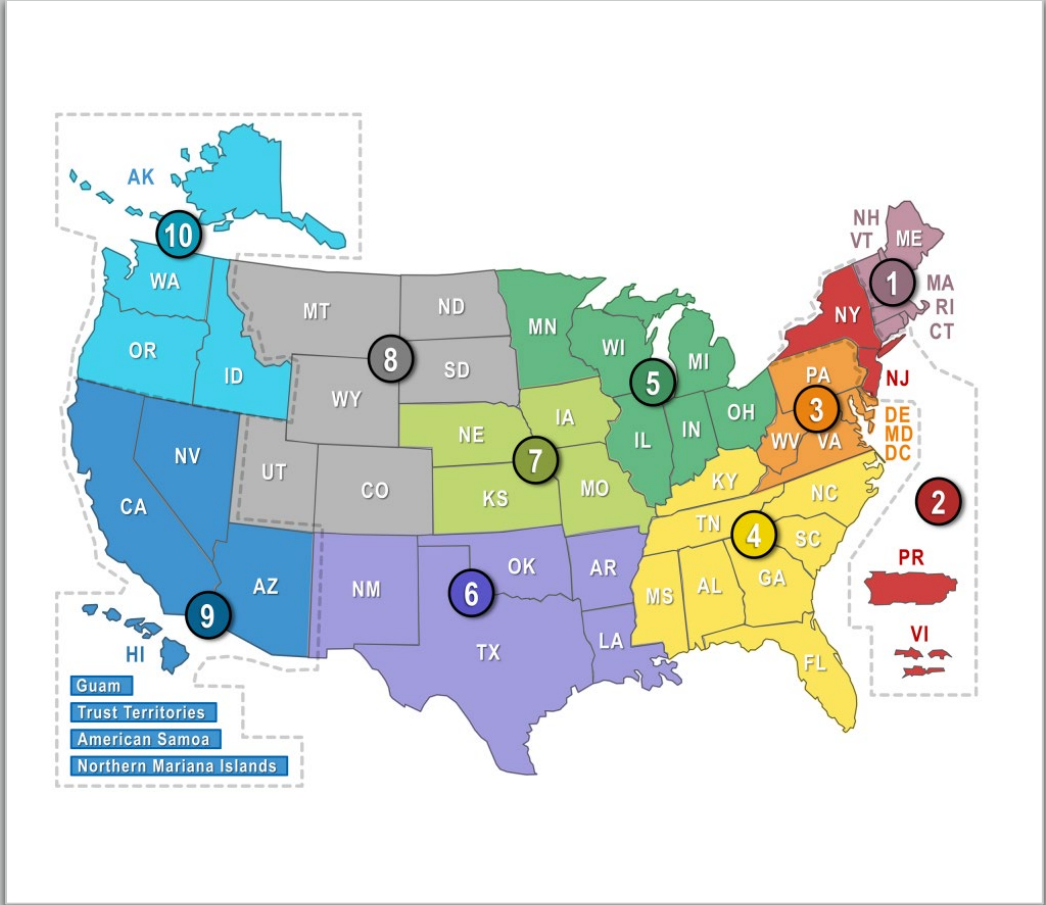 AK
10
WA
OR
ID
MT
ND
SD
WY
8
UT
CO
MN
WI
MI
5
IL
IN
OH
NH
VT
ME
1
MA
RI
CT
NY
NJ
PA
3
WV
VA
DE
MD
DC
2
PR
VI
NE
IA
7
KS
MO
KY
NC
TN
4
SC
MS
AL
GA
FL
NV
CA
AZ
9
HI
NM
6
OK
AR
TX
LA
Guam
Trust Territories
American Samoa
Northern Mariana Islands